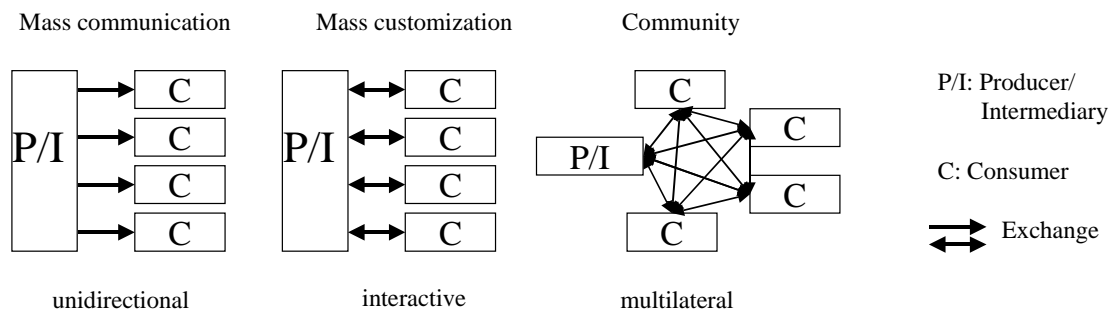 Mass communication
P/I
C
C
C
C
unidirectional
Mass customization
P/I
C
C
C
C
interactive
Community
C
C
P/I
C
C
multilateral
P/I: Producer/
Intermediary
C: Consumer
Exchange